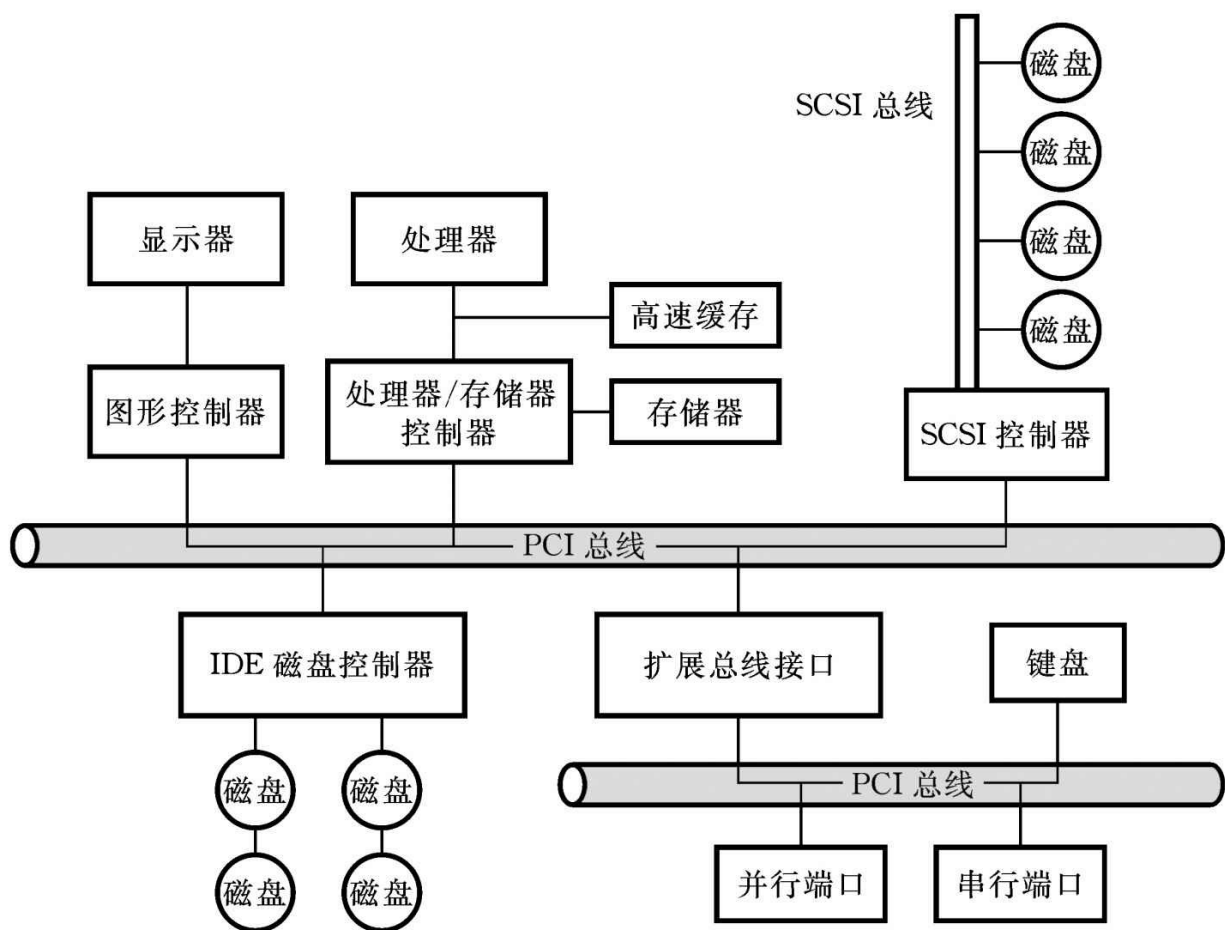 磁盘
SCSI 总线
磁盘
磁盘
磁盘
显示器
处理器
高速缓存
图形控制器
处理器/存储器
控制器
存储器
SCSI 控制器
PCI 总线
IDE 磁盘控制器
扩展总线接口
键盘
磁盘
磁盘
PCI 总线
磁盘
磁盘
并行端口
串行端口